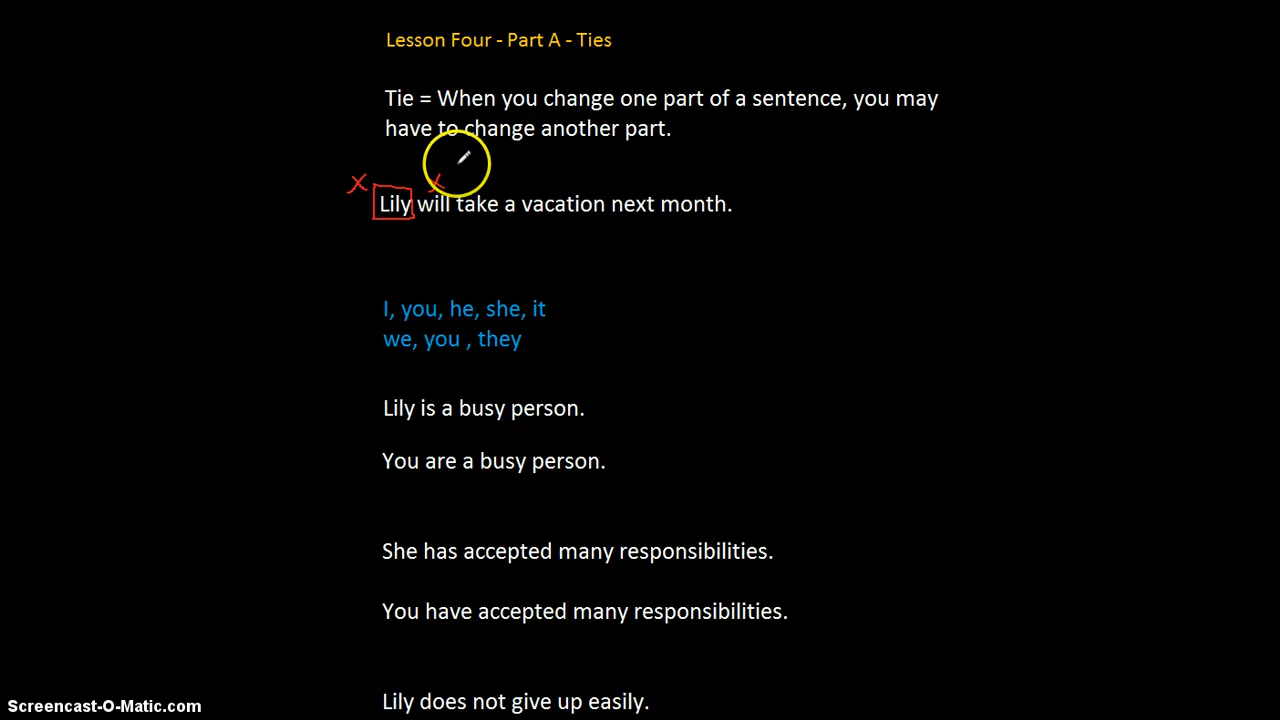 Lesson Four - Part A - Ties
Tie = When you change one part of a sentence, you may
have to change another part.
x x
Lily will take a vacation next month.
I, you, he, she, it
we, you , they
Lily is a busy person.
You are a busy person.
She has accepted many responsibilities.
You have accepted many responsibilities.
Lily does not give up easily.
Screencast-O-Matic.com